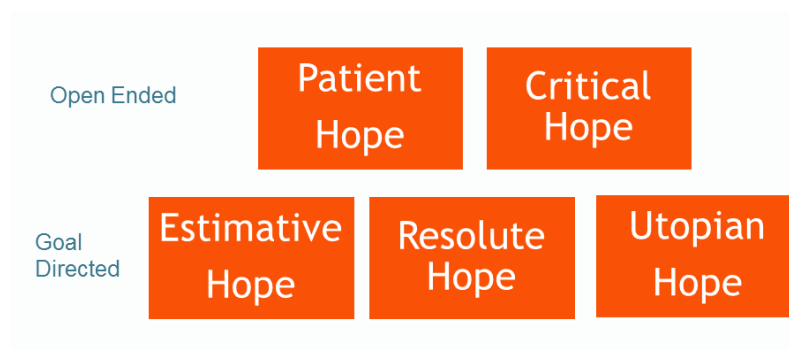 Open Ended
Patient
Hope
Critical
Hope
Goal
Directed
Estimative
Hope
Resolute
Hope
Utopian
Hope